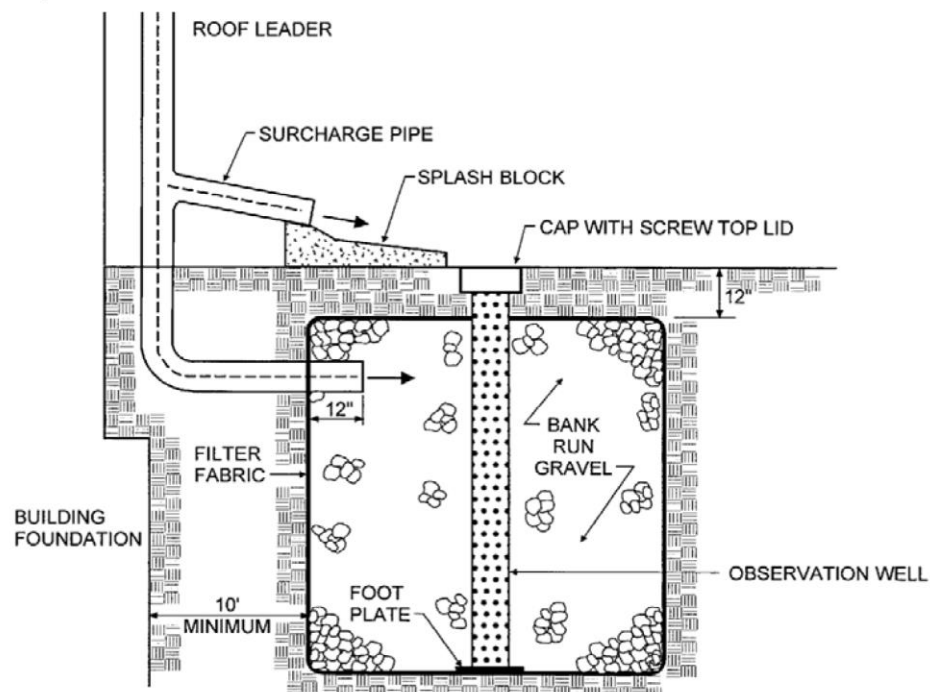 ROOF LEADER
SURCHARGE PIPE
SPLASH BLOCK
CAP WITH SCREW TOP LID
12"
12"
BANK
RUN
GRAVEL
FILTER
FABRIC
BUILDING
FOUNDATION
OBSERVATION WELL
FOOT
PLATE
10'
MINIMUM